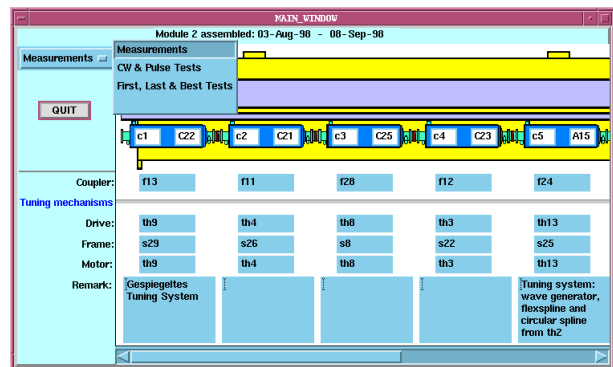 MAIN_WINDOW
Module 2 assembled: 03-Aug-98 - 08-Sep-98
Measurements
Measurements
CW & Pulse Tests
First, Last & Best Tests
QUIT
c1 C22 c2 C21 c3 C25 c4 C23 c5 A15
Coupler: f13 f11 f28 f12 f24
Tuning mechanisms
Drive: th9 th4 th8 th3 th13
Frame: s29 s26 s8 s22 s25
Motor: th9 th4 th8 th3 th13
Remark: Gespiegeltes Tuning system:
Tuning System wave generator,
flexspline and
circular spline
from th2